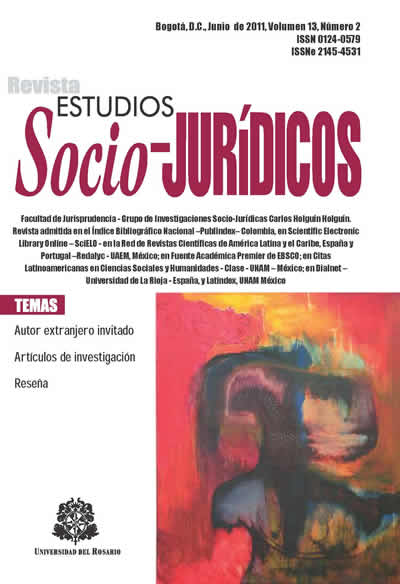 Bogotá, D.C., Junio de 2011, Volumen 13, Número 2
ISSN 0124-0579
ISSNe 2145-4531
Revista
ESTUDIOS
Socio-JURÍDICOS
Facultad de Jurisprudencia - Grupo de Investigaciones Socio-Jurídicas Carlos Holguín Holguín.
Revista admitida en el Índice Bibliográfico Nacional –Publindex– Colombia, en Scientific Electronic
Library Online – SciELO - en la Red de Revistas Científicas de América Latina y el Caribe, España y
Portugal –Redalyc - UAEM, México; en Fuente Académica Premier de EBSCO; en Citas
Latinoamericanas en Ciencias Sociales y Humanidades - Clase - UNAM – México; en Dialnet –
Universidad de La Rioja - España, y Latindex, UNAM México
TEMAS
Autor extranjero invitado
Artículos de investigación
Reseña
UNIVERSIDAD DEL ROSARIO